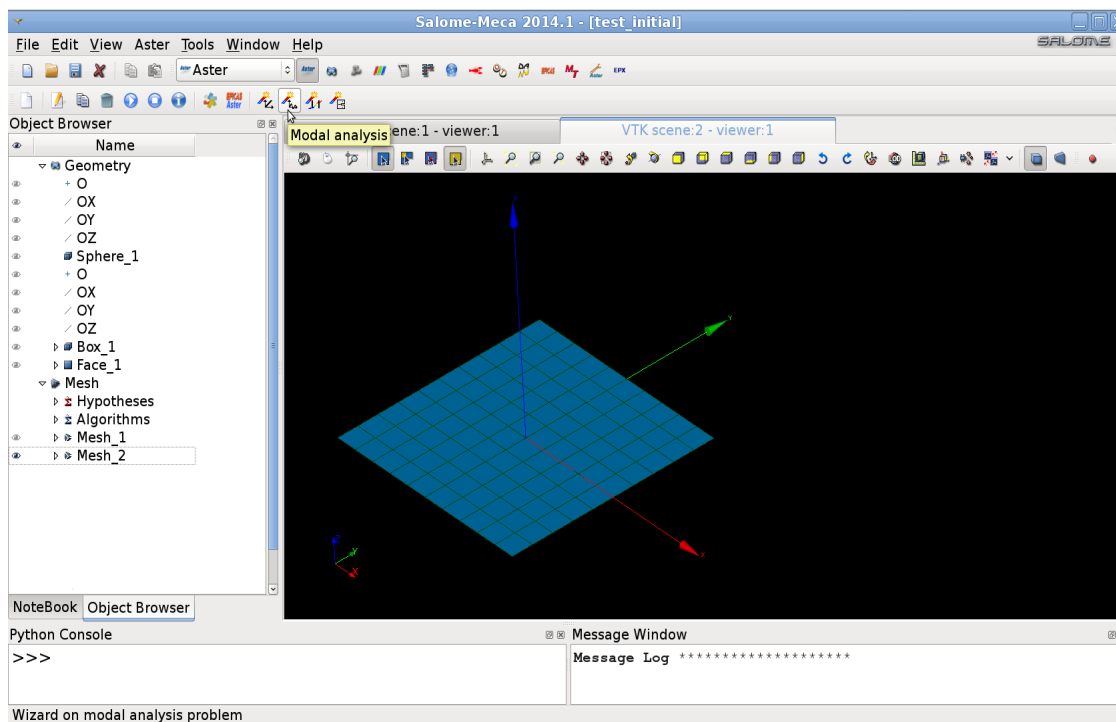 Salome-Meca 2014.1 - [test_initial]
File Edit View Aster Tools Window Help
SALOME
Aster
EPX
Object Browser
ene:1 - viewer:1
VTK scene:2 - viewer:1
Modal analysis
Name
Geometry
O
OX
OY
OZ
Sphere_1
O
OX
OY
OZ
Box_1
Face_1
Mesh
Hypotheses
Algorithms
Mesh_1
Mesh_2
Y
X
Z
Y
X
NoteBook Object Browser
Python Console
>>>
Message Window
Message Log ********************
Wizard on modal analysis problem